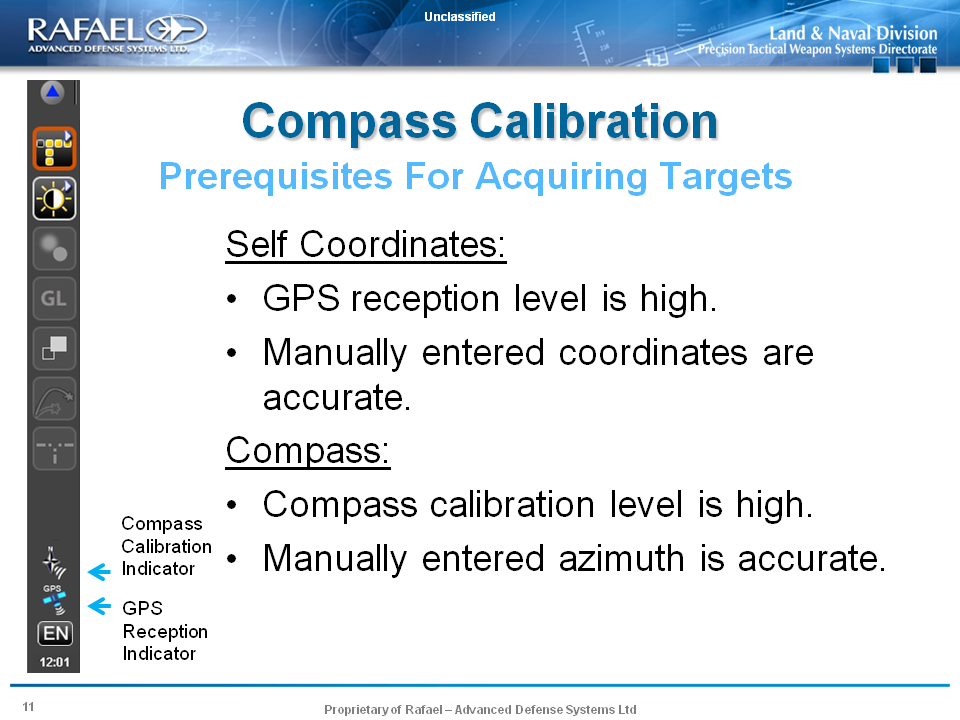 Unclassified
RAFAEL
ADVANCED DEFENSE SYSTEMS LTD.
Land & Naval Division
Precision Tactical Weapon Systems Directorate
Compass Calibration
Prerequisites For Acquiring Targets
Self Coordinates:
• GPS reception level is high.
• Manually entered coordinates are
accurate.
Compass:
• Compass calibration level is high.
• Manually entered azimuth is accurate.
GL
N
Compass
Calibration
Indicator
GPS
GPS
Reception
Indicator
EN
12:01
11
Proprietary of Rafael – Advanced Defense Systems Ltd